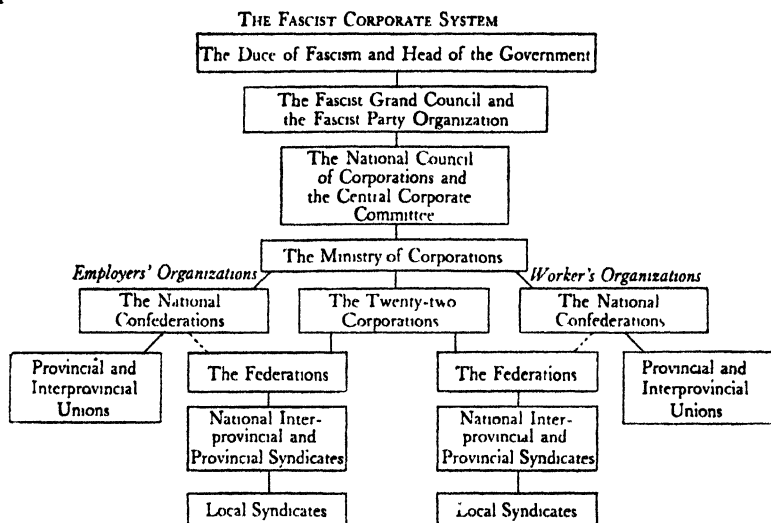 THE FASCIST CORPORATE SYSTEM
The Duce of Fascism and Head of the Government
The Fascist Grand Council and
the Fascist Party Organization
The National Council
of Corporations and
the Central Corporate
Committee
The Ministry of Corporations
Employers' Organizations
Worker's Organizations
The National
Confederations
The Twenty-two
Corporations
The National
Confederations
Provincial and
Interprovincial
Unions
The Federations
The Federations
Provincial and
Interprovincial
Unions
National Inter-
provincial and
Provincial Syndicates
National Inter-
provincial and
Provincial Syndicates
Local Syndicates
Local Syndicates